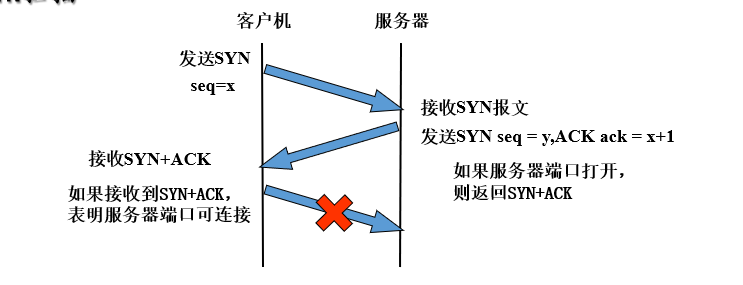 客户机
服务器
发送SYN
seq=x
接收SYN报文
发送SYN seq = y,ACK ack = x+1
接收SYN+ACK
如果服务器端口打开，
则返回SYN+ACK
如果接收到SYN+ACK，
表明服务器端口可连接